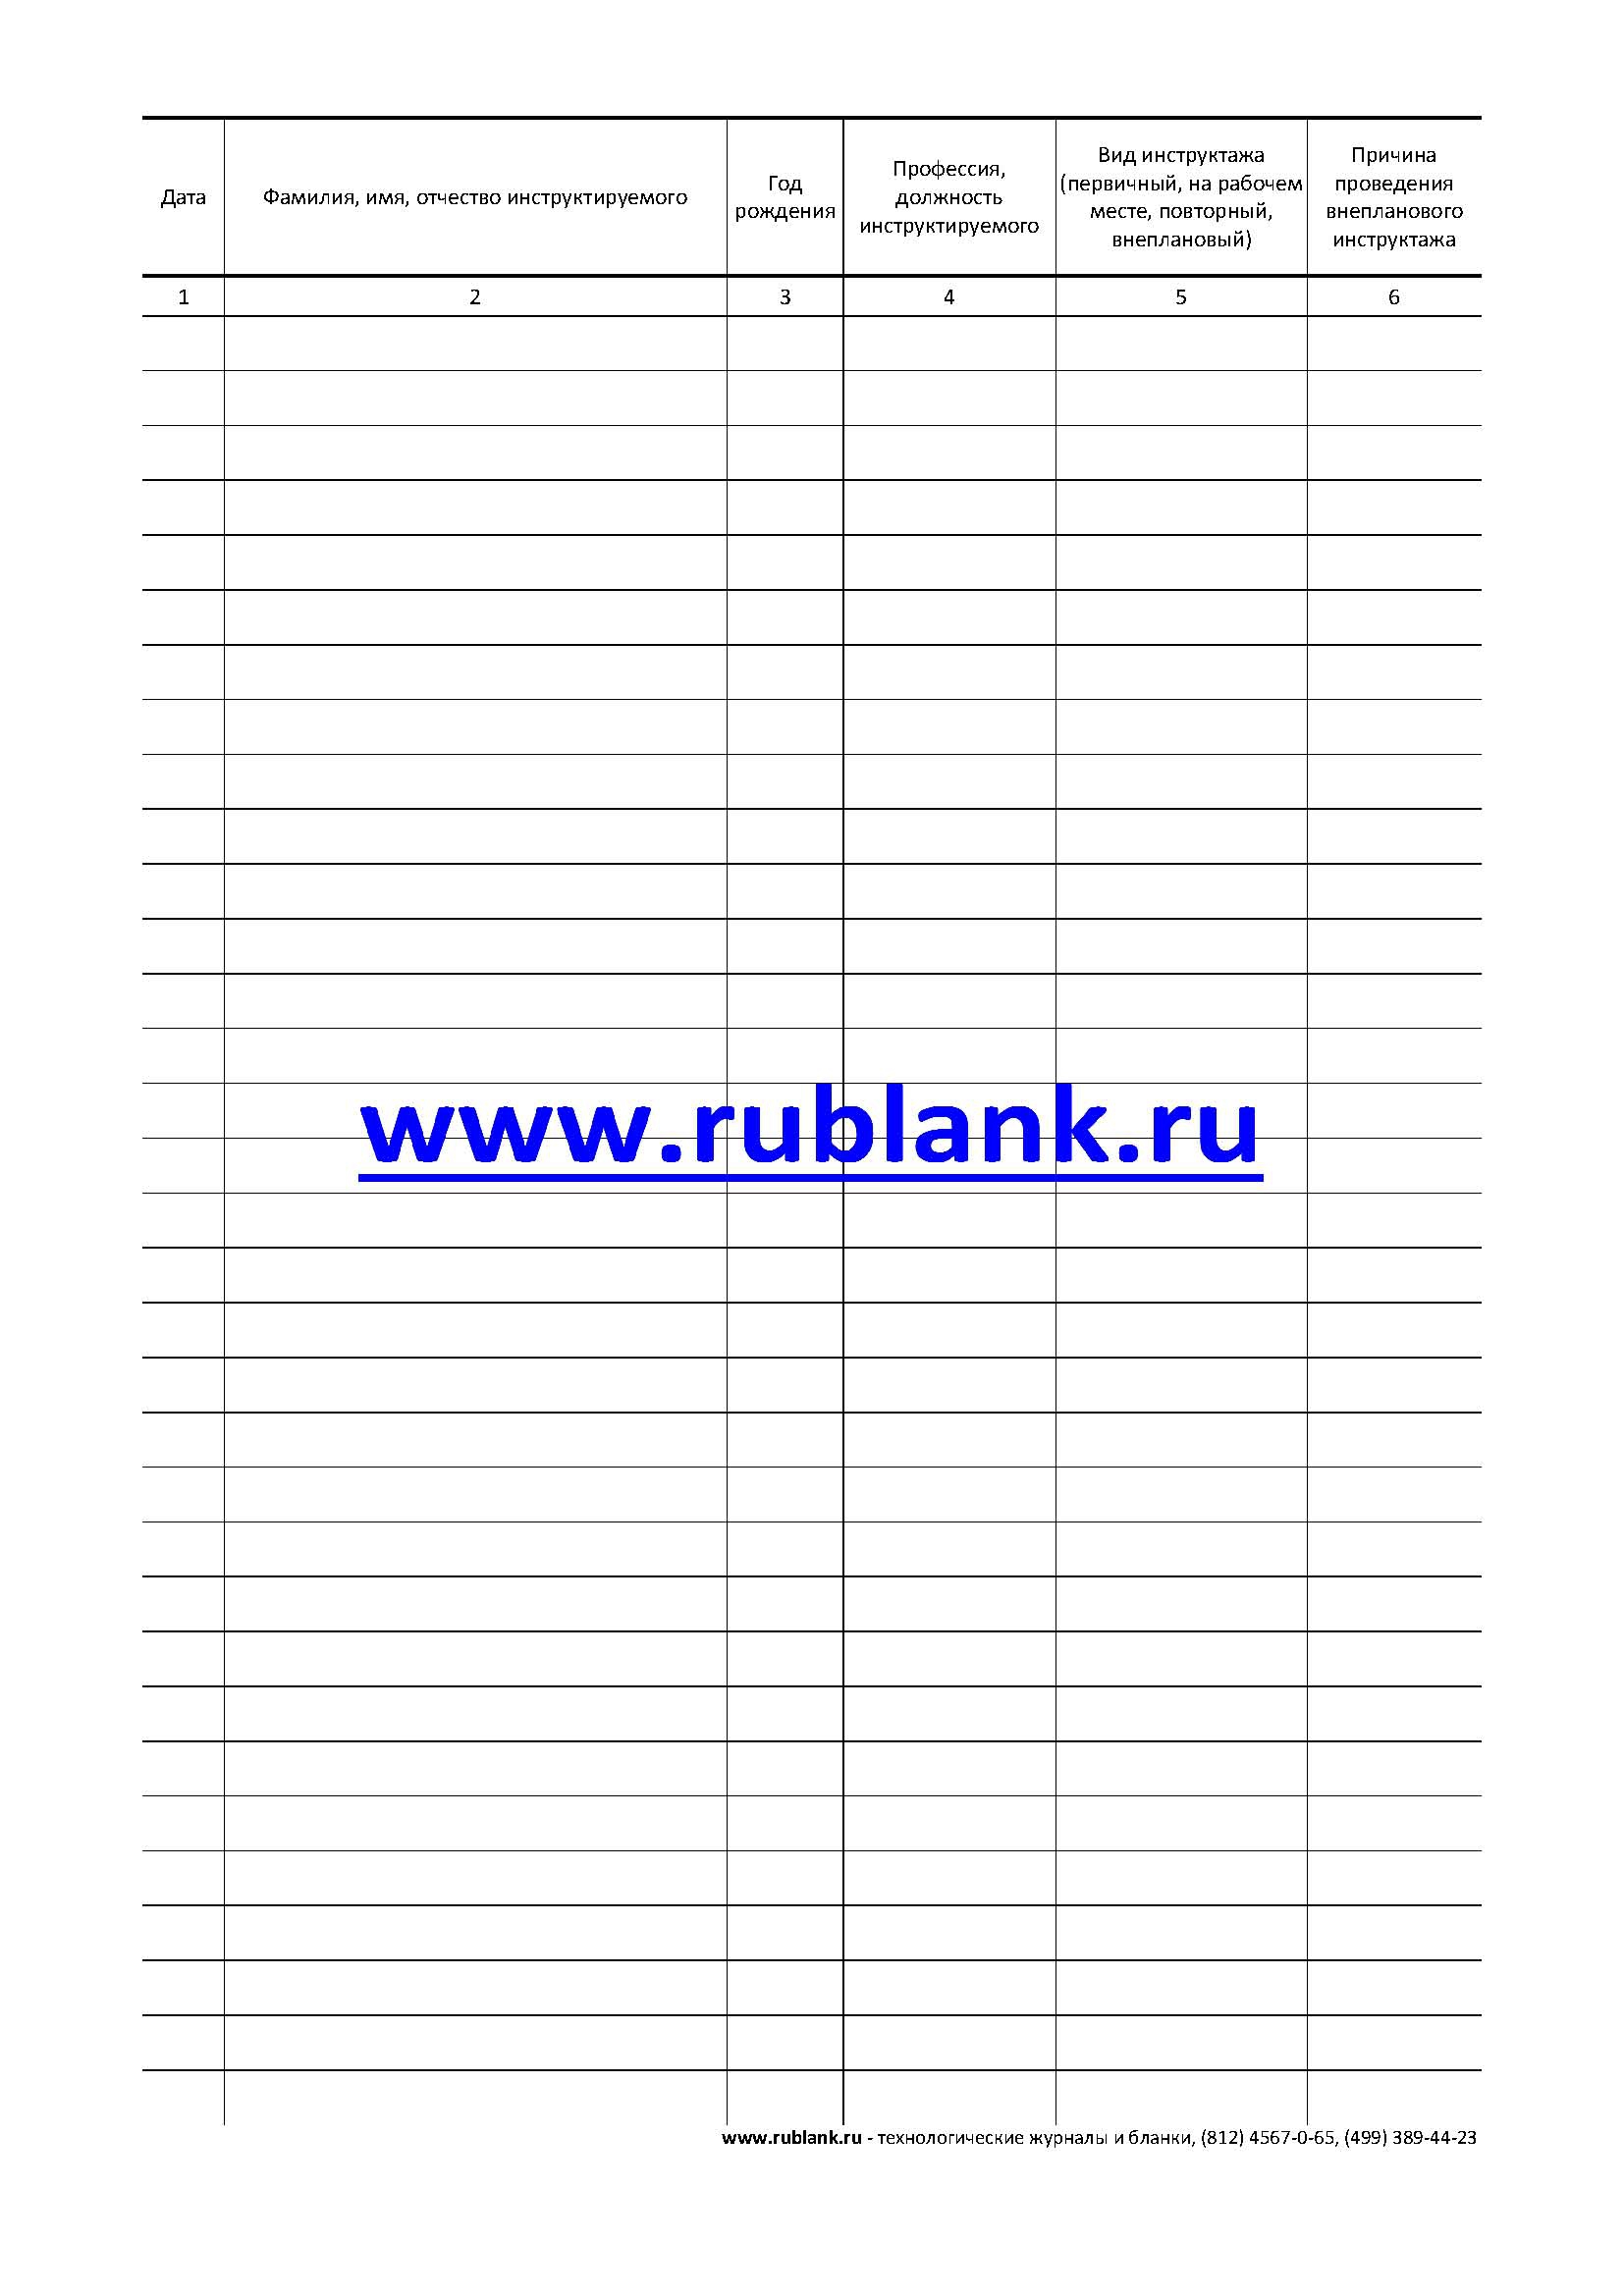 Дата
Фамилия, имя, отчество инструктируемого
Год
рождения
Профессия,
должность
инструктируемого
Вид инструктажа
(первичный, на рабочем
месте, повторный,
внеплановый)
Причина
проведения
внепланового
инструктажа
1 2 3 4 5 6
www.rublank.ru
www.rublank.ru - технологические журналы и бланки, (812) 4567-0-65, (499) 389-44-23